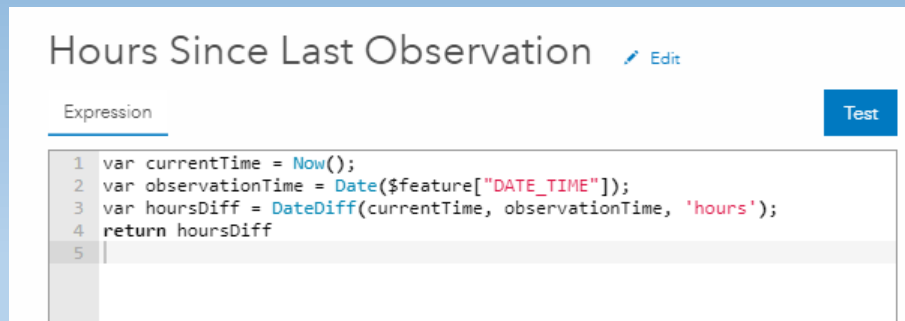 Hours Since Last Observation Edit
Expression Test
1 var currentTime = Now();
2 var observationTime = Date($feature["DATE_TIME"]);
3 var hoursDiff = DateDiff(currentTime, observationTime, 'hours');
4 return hoursDiff
5